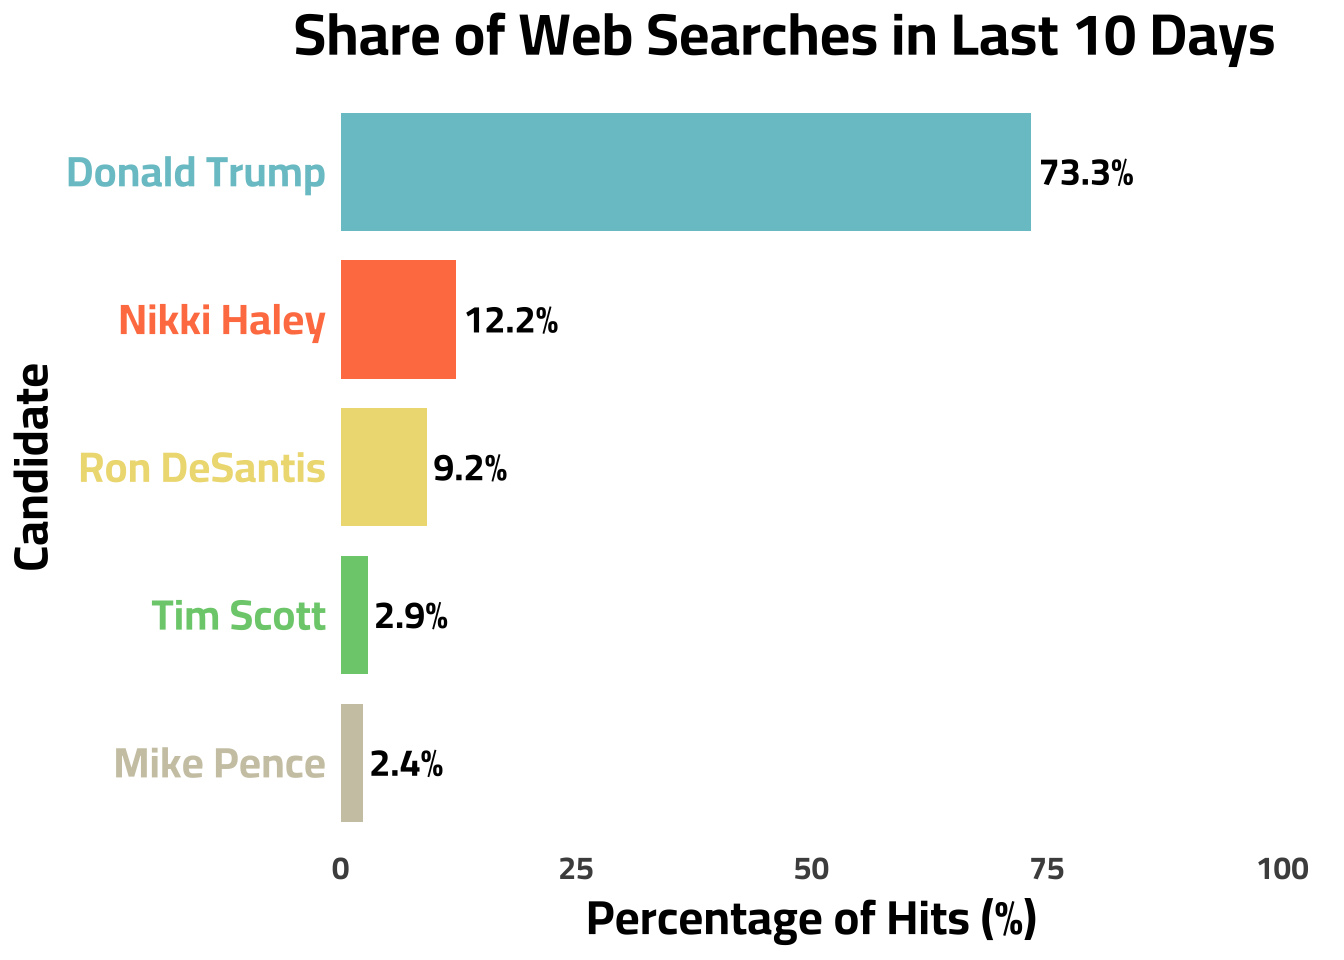 Share of Web Searches in Last 10 Days
Donald Trump
73.3%
Nikki Haley
12.2%
Ron DeSantis
9.2%
Tim Scott
2.9%
Mike Pence
2.4%
Candidate
0 25 50 75 100
Percentage of Hits (%)